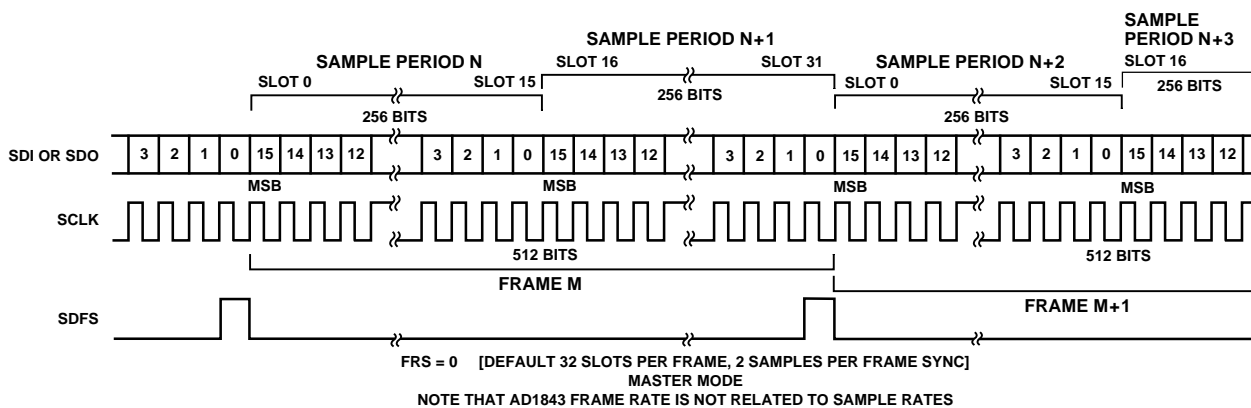 SAMPLE PERIOD N
SAMPLE PERIOD N+1
SAMPLE PERIOD N+2
SAMPLE
PERIOD N+3
SLOT 0
SLOT 15
SLOT 16
SLOT 31
SLOT 0
SLOT 15
SLOT 16
256 BITS
256 BITS
256 BITS
256 BITS
SDI OR SDO
3 2 1 0 15 14 13 12 3 2 1 0 15 14 13 12 3 2 1 0 15 14 13 12 3 2 1 0 15 14 13 12
MSB MSB MSB MSB
SCLK
512 BITS
512 BITS
FRAME M
FRAME M+1
SDFS
FRS = 0 [DEFAULT 32 SLOTS PER FRAME, 2 SAMPLES PER FRAME SYNC]
MASTER MODE
NOTE THAT AD1843 FRAME RATE IS NOT RELATED TO SAMPLE RATES